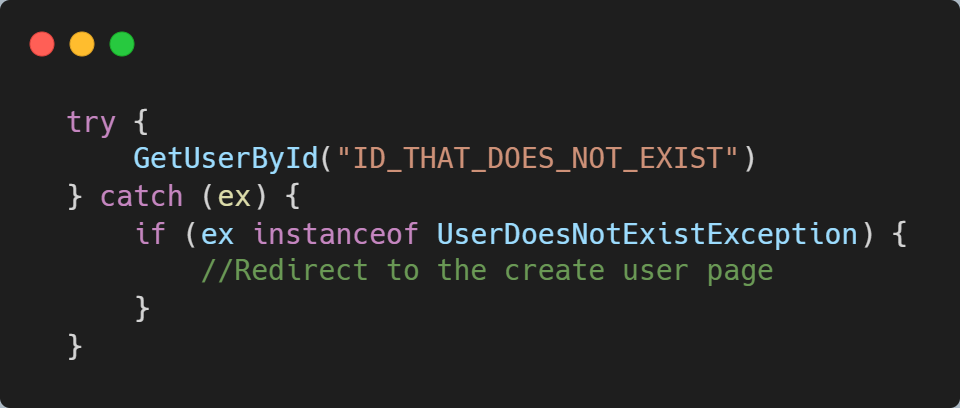 try {
    GetUserById("ID_THAT_DOES_NOT_EXIST")
} catch (ex) {
    if (ex instanceof UserDoesNotExistException) {
        //Redirect to the create user page
    }
}